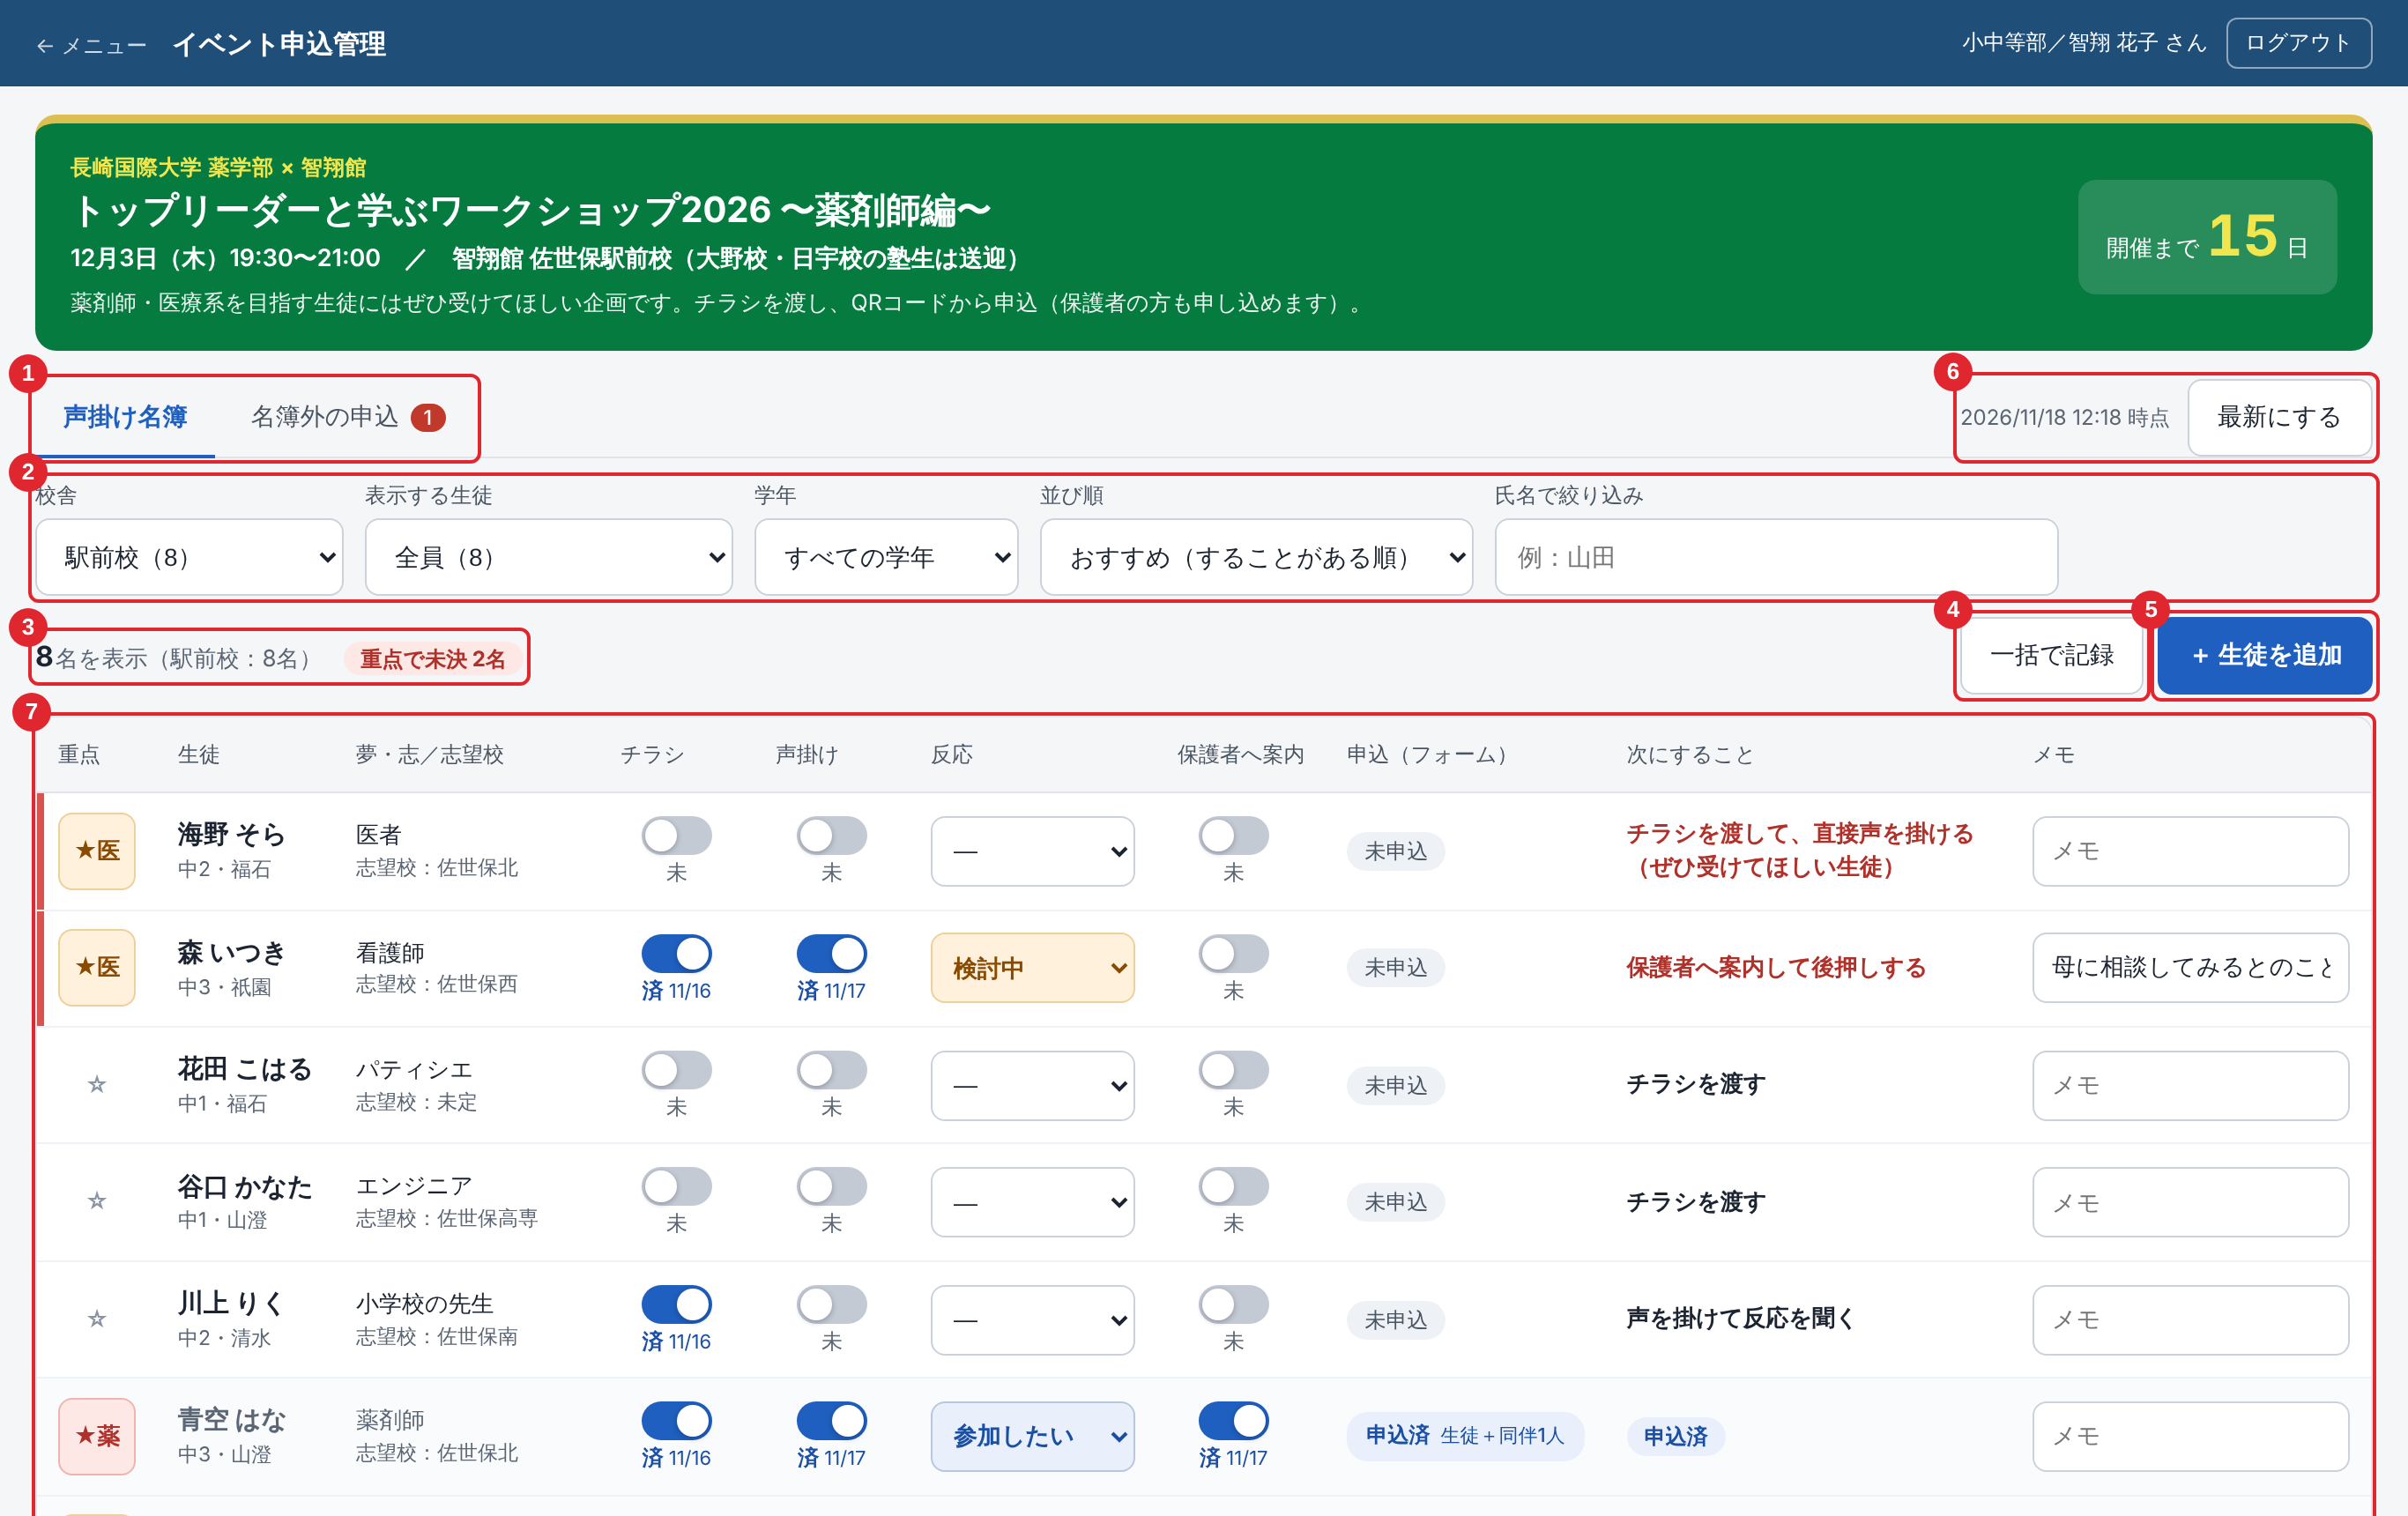 ← メニュー イベント申込管理 小中等部／智翔 花子 さん ログアウト
長崎国際大学 薬学部 × 智翔館
トップリーダーと学ぶワークショップ2026 〜薬剤師編〜
12月3日（木）19:30〜21:00 ／ 智翔館 佐世保駅前校（大野校・日宇校の塾生は送迎）
薬剤師・医療系を目指す生徒にはぜひ受けてほしい企画です。チラシを渡し、QRコードから申込（保護者の方も申し込めます）。
開催まで 15 日
1 6
声掛け名簿 名簿外の申込 1 2026/11/18 12:18 時点 最新にする
2
校舎 表示する生徒 学年 並び順 氏名で絞り込み
駅前校（8） 全員（8） すべての学年 おすすめ（することがある順） 例：山田
3 4 5
8名を表示（駅前校：8名） 重点で未決 2名 一括で記録 ＋ 生徒を追加
7
重点 生徒 夢・志／志望校 チラシ 声掛け 反応 保護者へ案内 申込（フォーム） 次にすること メモ
★医 海野 そら 医者 — 未申込 チラシを渡して、直接声を掛ける メモ
中2・福石 志望校：佐世保北 未 未 未 （ぜひ受けてほしい生徒）
★医 森 いつき 看護師 検討中 未申込 保護者へ案内して後押しする 母に相談してみるとのこと
中3・祇園 志望校：佐世保西 済 11/16 済 11/17 未
☆ 花田 こはる パティシエ — 未申込 チラシを渡す メモ
中1・福石 志望校：未定 未 未 未
☆ 谷口 かなた エンジニア — 未申込 チラシを渡す メモ
中1・山澄 志望校：佐世保高専 未 未 未
☆ 川上 りく 小学校の先生 — 未申込 声を掛けて反応を聞く メモ
中2・清水 志望校：佐世保南 済 11/16 未 未
★薬 青空 はな 薬剤師 参加したい 申込済 生徒＋同伴1人 申込済 メモ
中3・山澄 志望校：佐世保北 済 11/16 済 11/17 済 11/17